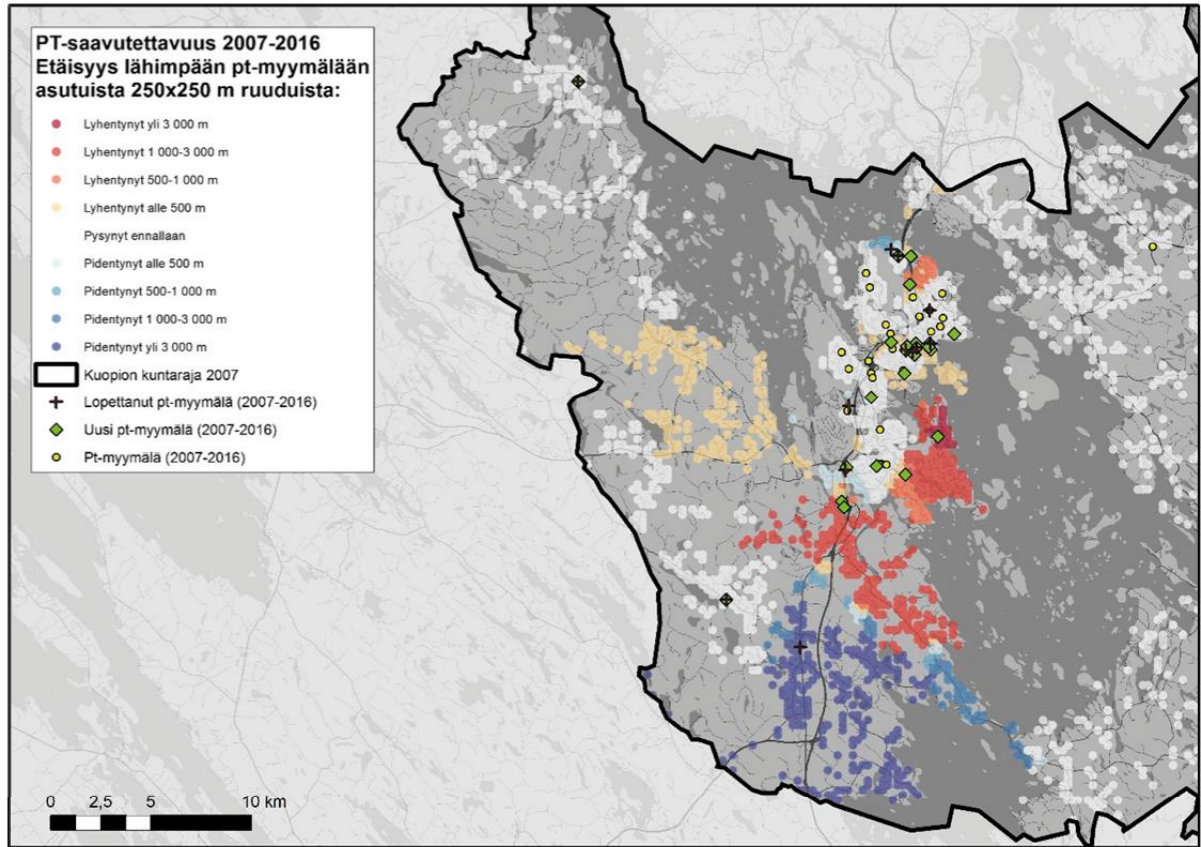 PT-saavutettavuus 2007-2016
Etäisyys lähimpään pt-myymälään
asutuista 250x250 m ruuduista:
Lyhentynyt yli 3 000 m
Lyhentynyt 1 000-3 000 m
Lyhentynyt 500-1 000 m
Lyhentynyt alle 500 m
Pysynyt ennallaan
Pidentynyt alle 500 m
Pidentynyt 500-1 000 m
Pidentynyt 1 000-3 000 m
Pidentynyt yli 3 000 m
Kuopion kuntaraja 2007
Lopettanut pt-myymälä (2007-2016)
Uusi pt-myymälä (2007-2016)
Pt-myymälä (2007-2016)
0 2,5 5 10 km